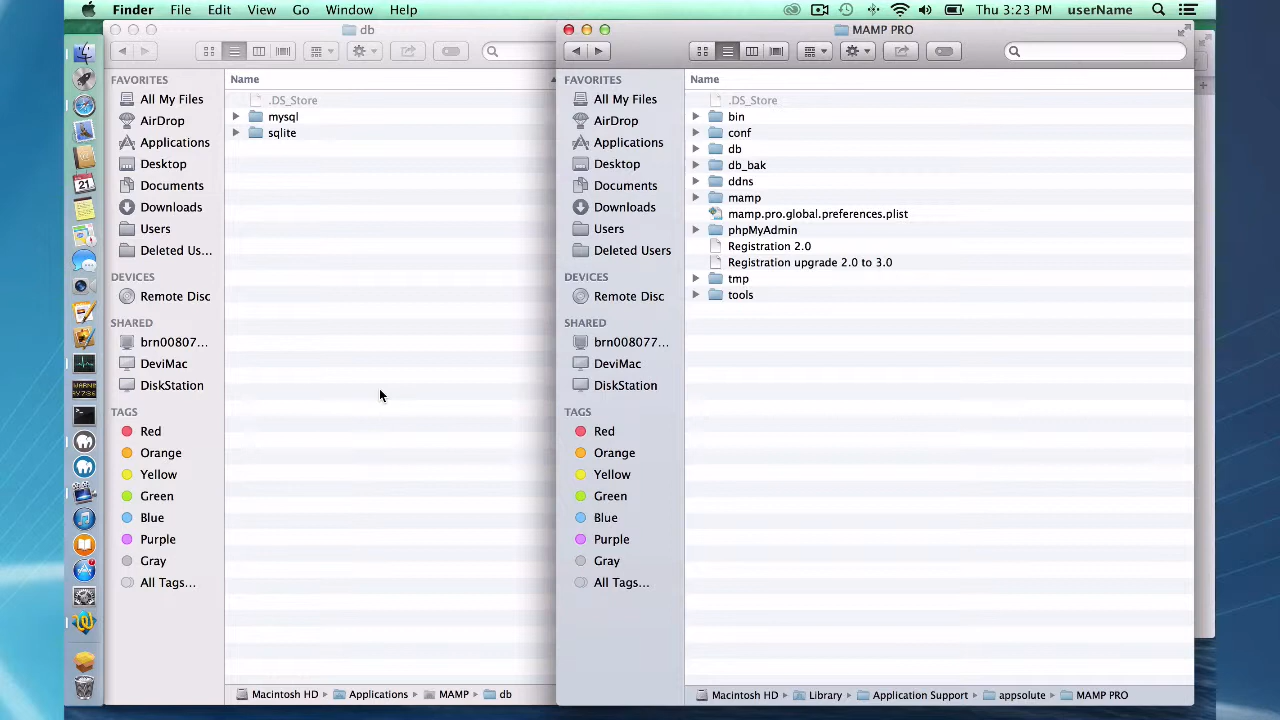 Finder File Edit View Go Window Help Thu 3:23 PM userName
db
FAVORITES
All My Files
AirDrop
Applications
Desktop
Documents
Downloads
Users
Deleted Us...
DEVICES
Remote Disc
SHARED
brn00807...
DeviMac
DiskStation
TAGS
Red
Orange
Yellow
Green
Blue
Purple
Gray
All Tags...
Name
.DS_Store
mysql
sqlite
Macintosh HD Applications MAMP db
MAMP PRO
FAVORITES
All My Files
AirDrop
Applications
Desktop
Documents
Downloads
Users
Deleted Users
DEVICES
Remote Disc
SHARED
brn008077...
DeviMac
DiskStation
TAGS
Red
Orange
Yellow
Green
Blue
Purple
Gray
All Tags...
Name
.DS_Store
bin
conf
db
db_bak
ddns
mamp
mamp.pro.global.preferences.plist
phpMyAdmin
Registration 2.0
Registration upgrade 2.0 to 3.0
tmp
tools
Macintosh HD Library Application Support appsolute MAMP PRO